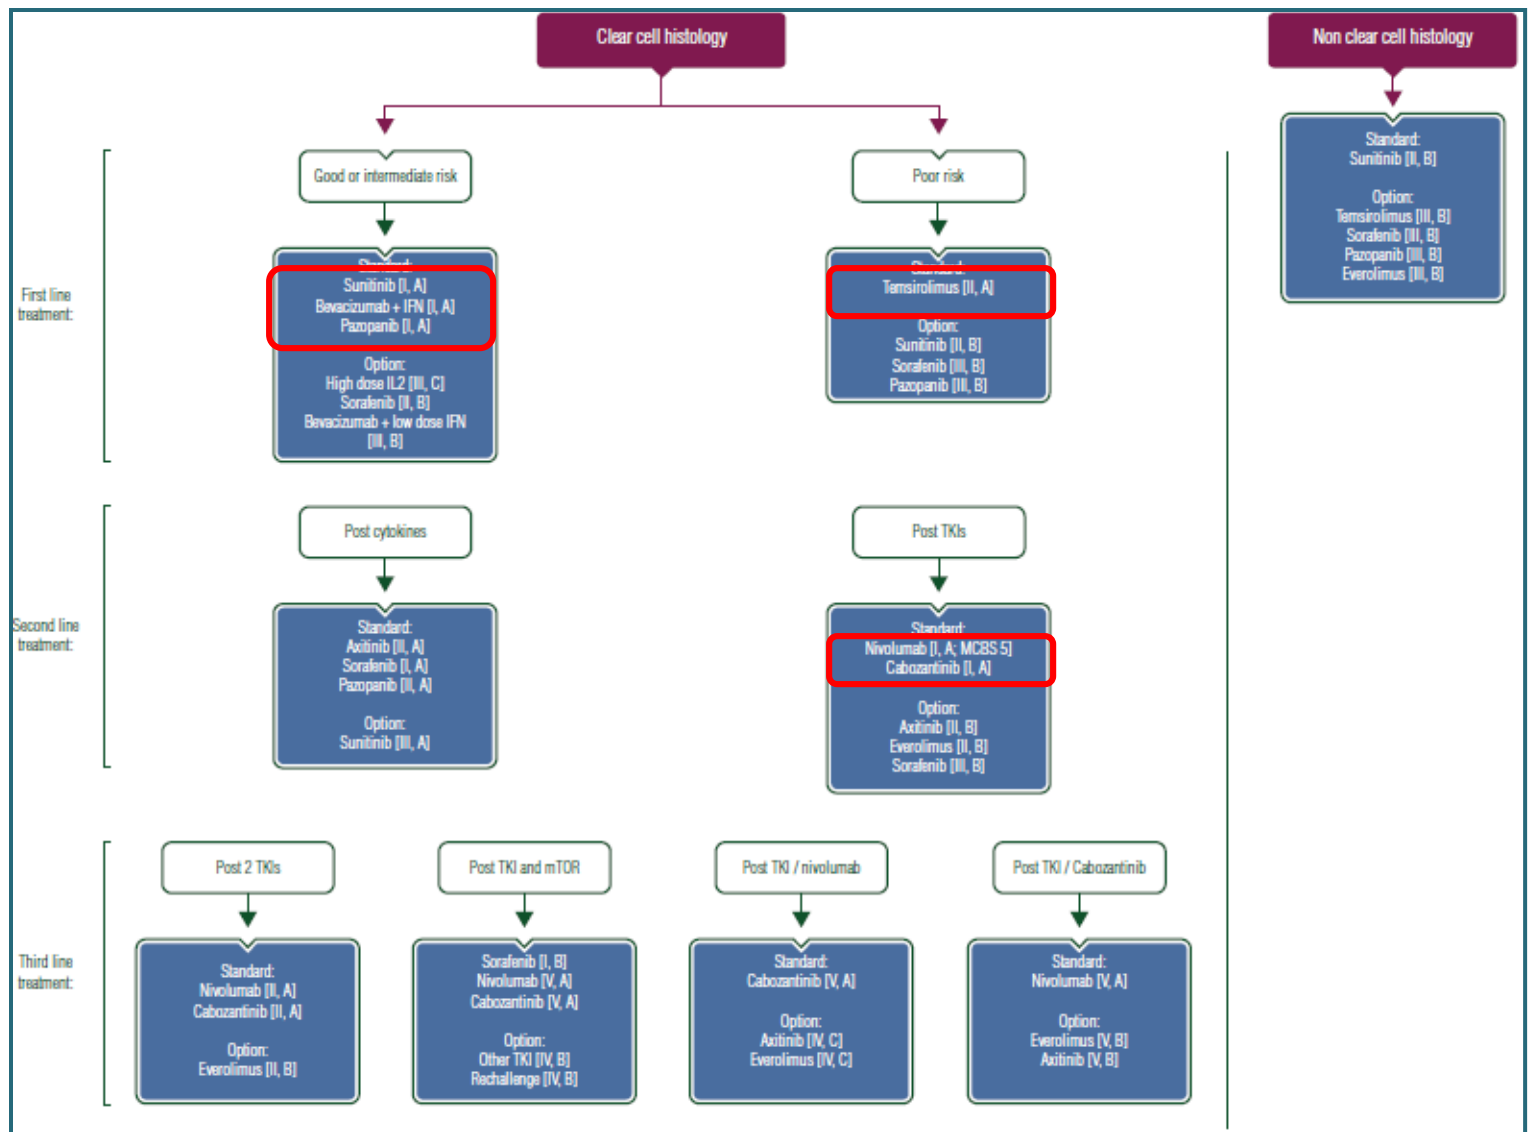 Clear cell histology
Non clear cell histology
Good or intermediate risk
Poor risk
Standard:
Sunitinib [II, B]
Option:
Temsirolimus [III, B]
Sorafenib [III, B]
Pazopanib [III, B]
Everolimus [III, B]
First line
treatment:
Standard:
Sunitinib [I, A]
Bevacizumab + IFN [I, A]
Pazopanib [I, A]
Option:
High dose IL2 [III, C]
Sorafenib [II, B]
Bevacizumab + low dose IFN
[III, B]
Standard:
Temsirolimus [II, A]
Option:
Sunitinib [II, B]
Sorafenib [III, B]
Pazopanib [III, B]
Second line
treatment:
Post cytokines
Standard:
Axitinib [II, A]
Sorafenib [I, A]
Pazopanib [II, A]
Option:
Sunitinib [III, A]
Post TKIs
Standard:
Nivolumab [I, A; MCBS 5]
Cabozantinib [I, A]
Option:
Axitinib [II, B]
Everolimus [II, B]
Sorafenib [III, B]
Third line
treatment:
Post 2 TKIs
Standard:
Nivolumab [II, A]
Cabozantinib [II, A]
Option:
Everolimus [II, B]
Post TKI and mTOR
Sorafenib [I, B]
Nivolumab [V, A]
Cabozantinib [V, A]
Option:
Other TKI [IV, B]
Rechallenge [IV, B]
Post TKI / nivolumab
Standard:
Cabozantinib [V, A]
Option:
Axitinib [IV, C]
Everolimus [IV, C]
Post TKI / Cabozantinib
Standard:
Nivolumab [V, A]
Option:
Everolimus [V, B]
Axitinib [V, B]